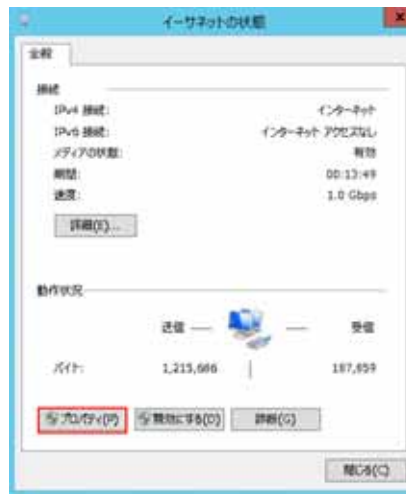 イーサネットの状態
x
全般
接続
IPv4 接続: インターネット
IPv6 接続: インターネット アクセスなし
メディアの状態: 有効
期間: 00:13:49
速度: 1.0 Gbps
詳細(E)...
動作状況
送信 — — 受信
バイト: 1,215,686 | 187,859
プロパティ(P) 無効にする(D) 診断(G)
閉じる(C)